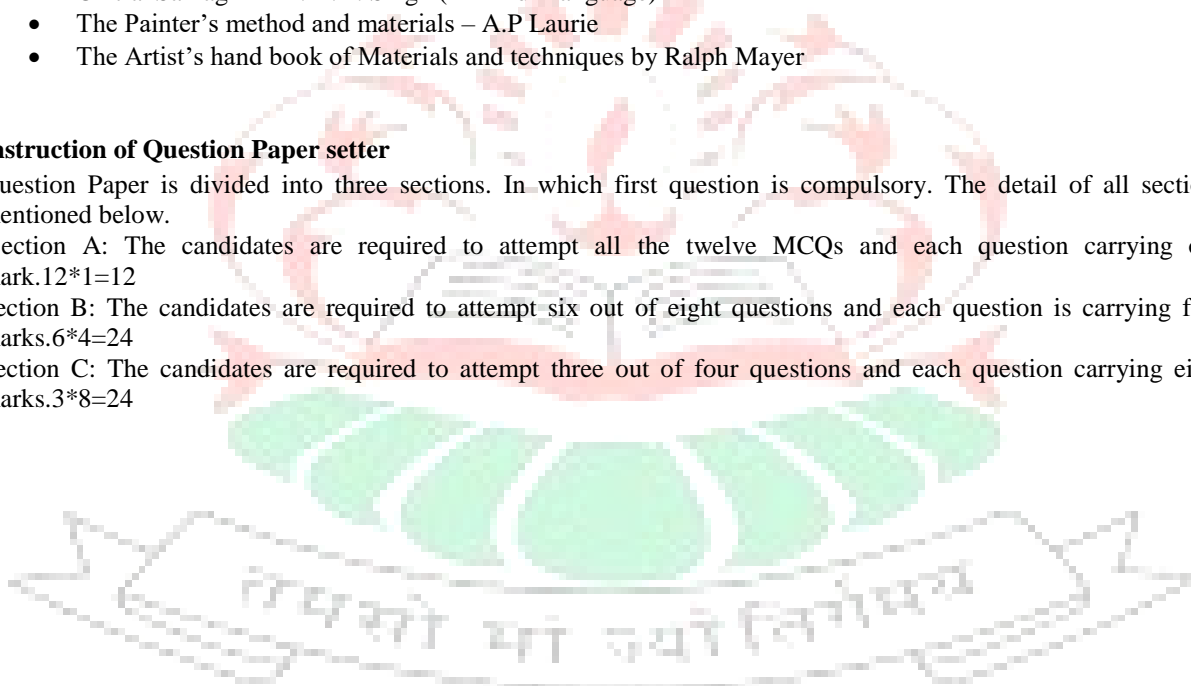 • The Painter's method and materials – A.P Laurie
• The Artist's hand book of Materials and techniques by Ralph Mayer
nstruction of Question Paper setter
uestion Paper is divided into three sections. In which first question is compulsory. The detail of all secti
entioned below.
ection A: The candidates are required to attempt all the twelve MCQs and each question carrying
ark.12*1=12
ection B: The candidates are required to attempt six out of eight questions and each question is carrying f
arks.6*4=24
ection C: The candidates are required to attempt three out of four questions and each question carrying ei
arks.3*8=24